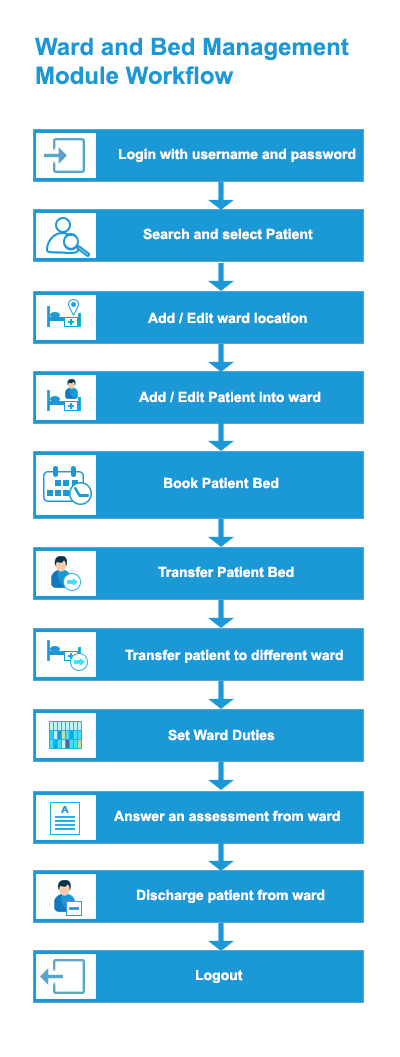 Ward and Bed Management
Module Workflow
Login with username and password
Search and select Patient
Add / Edit ward location
Add / Edit Patient into ward
Book Patient Bed
Transfer Patient Bed
Transfer patient to different ward
Set Ward Duties
A
Answer an assessment from ward
Discharge patient from ward
Logout